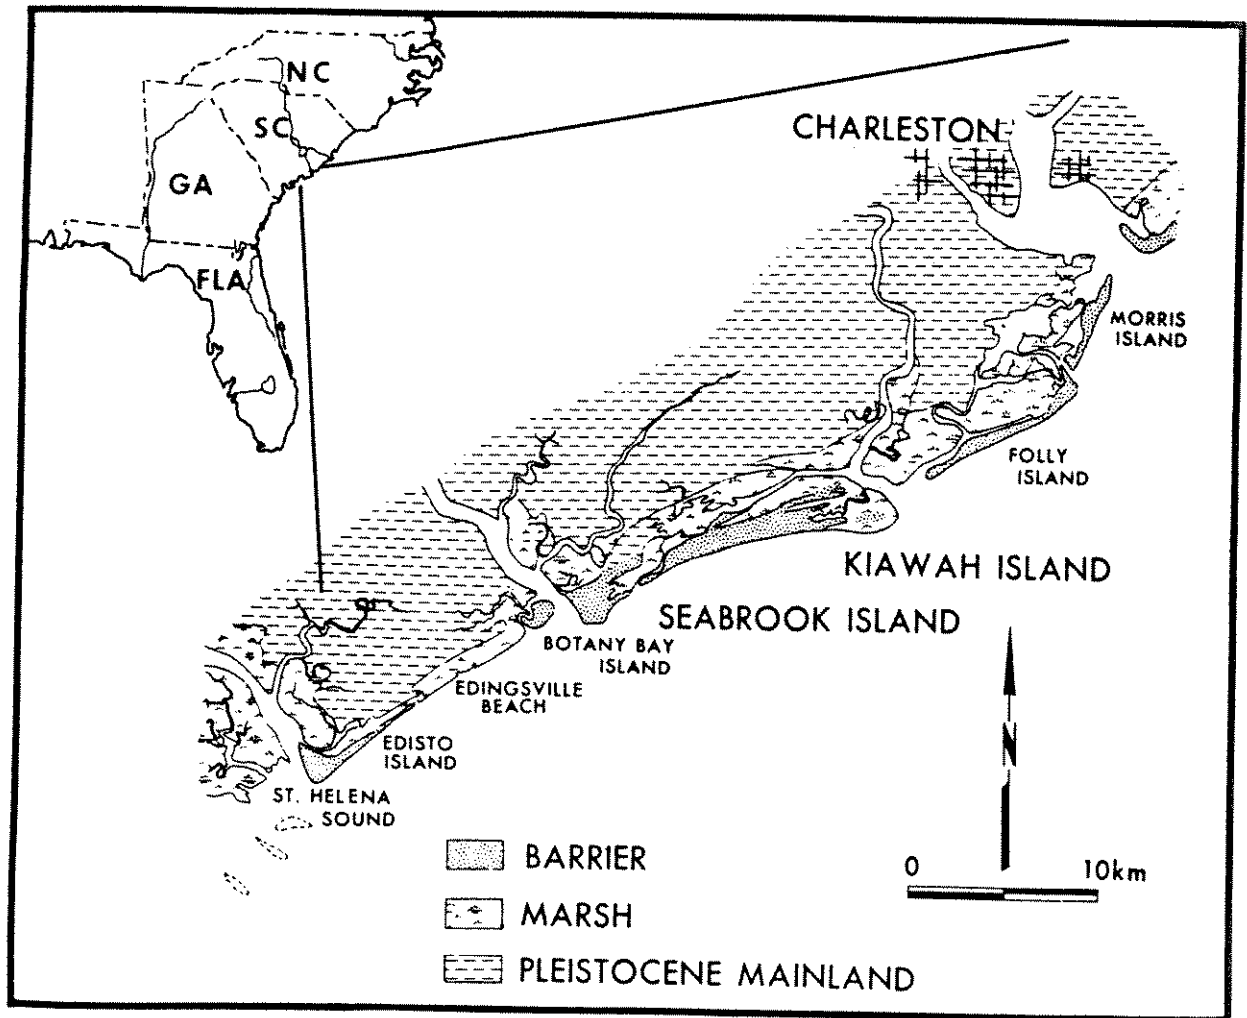 NC
SC
GA
FLA
CHARLESTON
MORRIS
ISLAND
FOLLY
ISLAND
KIAWAH ISLAND
SEABROOK ISLAND
BOTANY BAY
ISLAND
EDINGSVILLE
BEACH
EDISTO
ISLAND
ST. HELENA
SOUND
N
BARRIER
MARSH
PLEISTOCENE MAINLAND
0 10km